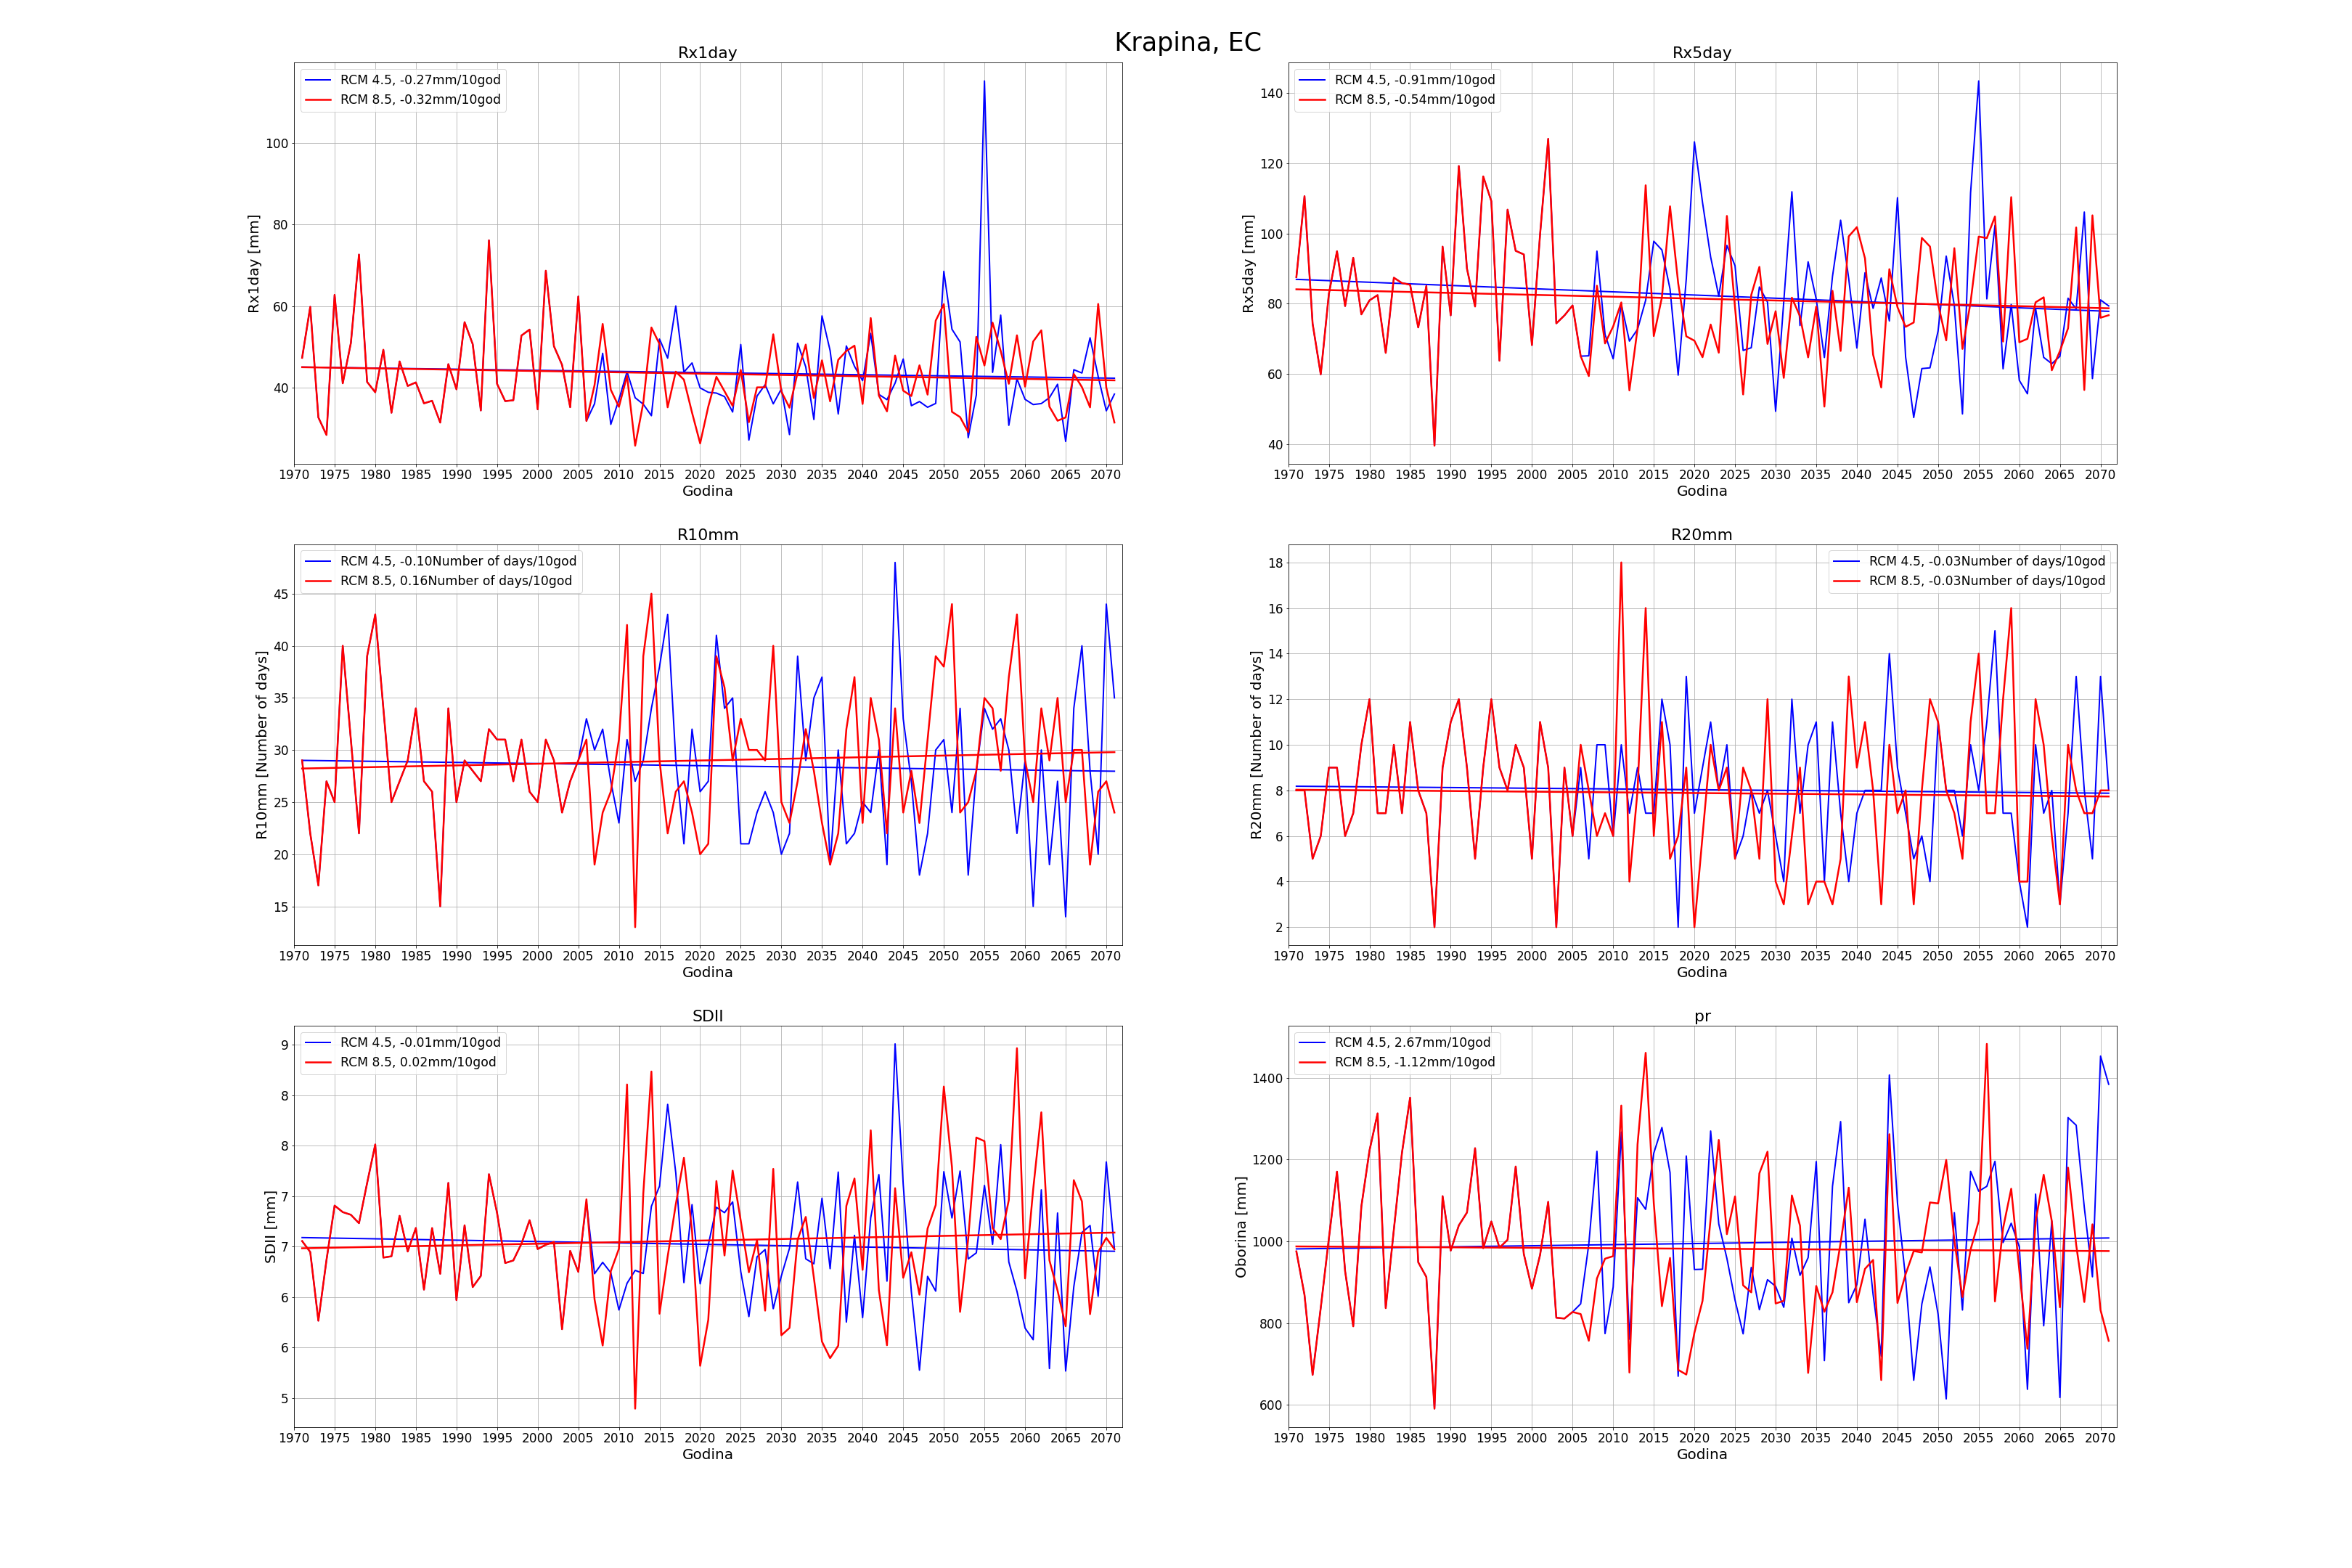 Krapina, EC
Rx1day
RCM 4.5, -0.27mm/10god
RCM 8.5, -0.32mm/10god
Rx1day [mm]
100
80
60
40
1970 1975 1980 1985 1990 1995 2000 2005 2010 2015 2020 2025 2030 2035 2040 2045 2050 2055 2060 2065 2070
Godina
Rx5day
RCM 4.5, -0.91mm/10god
RCM 8.5, -0.54mm/10god
Rx5day [mm]
140
120
100
80
60
40
1970 1975 1980 1985 1990 1995 2000 2005 2010 2015 2020 2025 2030 2035 2040 2045 2050 2055 2060 2065 2070
Godina
R10mm
RCM 4.5, -0.10Number of days/10god
RCM 8.5, 0.16Number of days/10god
R10mm [Number of days]
45
40
35
30
25
20
15
1970 1975 1980 1985 1990 1995 2000 2005 2010 2015 2020 2025 2030 2035 2040 2045 2050 2055 2060 2065 2070
Godina
R20mm
RCM 4.5, -0.03Number of days/10god
RCM 8.5, -0.03Number of days/10god
R20mm [Number of days]
18
16
14
12
10
8
6
4
2
1970 1975 1980 1985 1990 1995 2000 2005 2010 2015 2020 2025 2030 2035 2040 2045 2050 2055 2060 2065 2070
Godina
SDII
RCM 4.5, -0.01mm/10god
RCM 8.5, 0.02mm/10god
SDII [mm]
9
8
8
7
7
6
6
5
1970 1975 1980 1985 1990 1995 2000 2005 2010 2015 2020 2025 2030 2035 2040 2045 2050 2055 2060 2065 2070
Godina
pr
RCM 4.5, 2.67mm/10god
RCM 8.5, -1.12mm/10god
Oborina [mm]
1400
1200
1000
800
600
1970 1975 1980 1985 1990 1995 2000 2005 2010 2015 2020 2025 2030 2035 2040 2045 2050 2055 2060 2065 2070
Godina